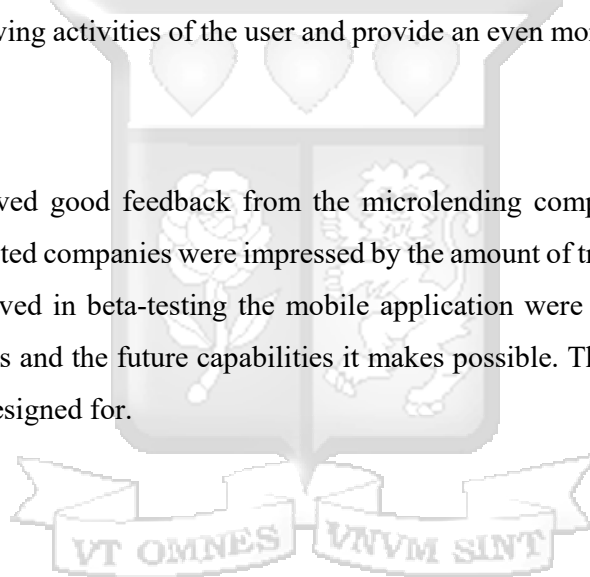 ving activities of the user and provide an even mor
ved good feedback from the microlending comp
ted companies were impressed by the amount of tr
ved in beta-testing the mobile application were
s and the future capabilities it makes possible. Th
esigned for.
VT OMNES VNVM SINT